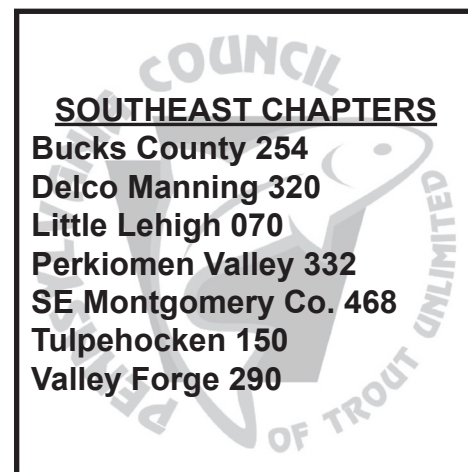 SOUTHEAST CHAPTERS
Bucks County 254
Delco Manning 320
Little Lehigh 070
Perkiomen Valley 332
SE Montgomery Co. 468
Tulpehocken 150
Valley Forge 290
PENNSYLVANIA COUNCIL
OF TROUT UNLIMITED